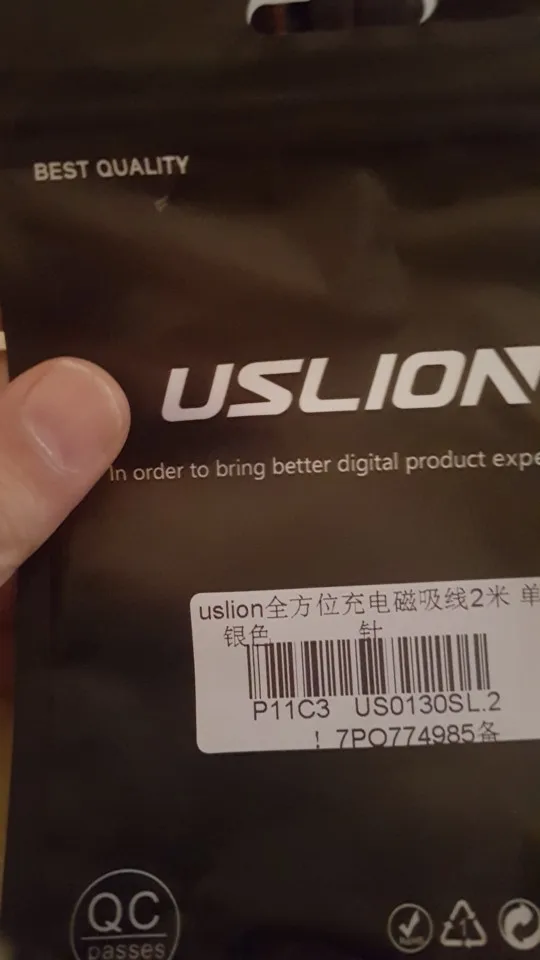 BEST QUALITY
USLION
In order to bring better digital product expe
uslion全方位充电磁吸线2米 单
银色 针
P11C3 US0130SL.2
! 7PO774985备
QC
passes
RoHS
1